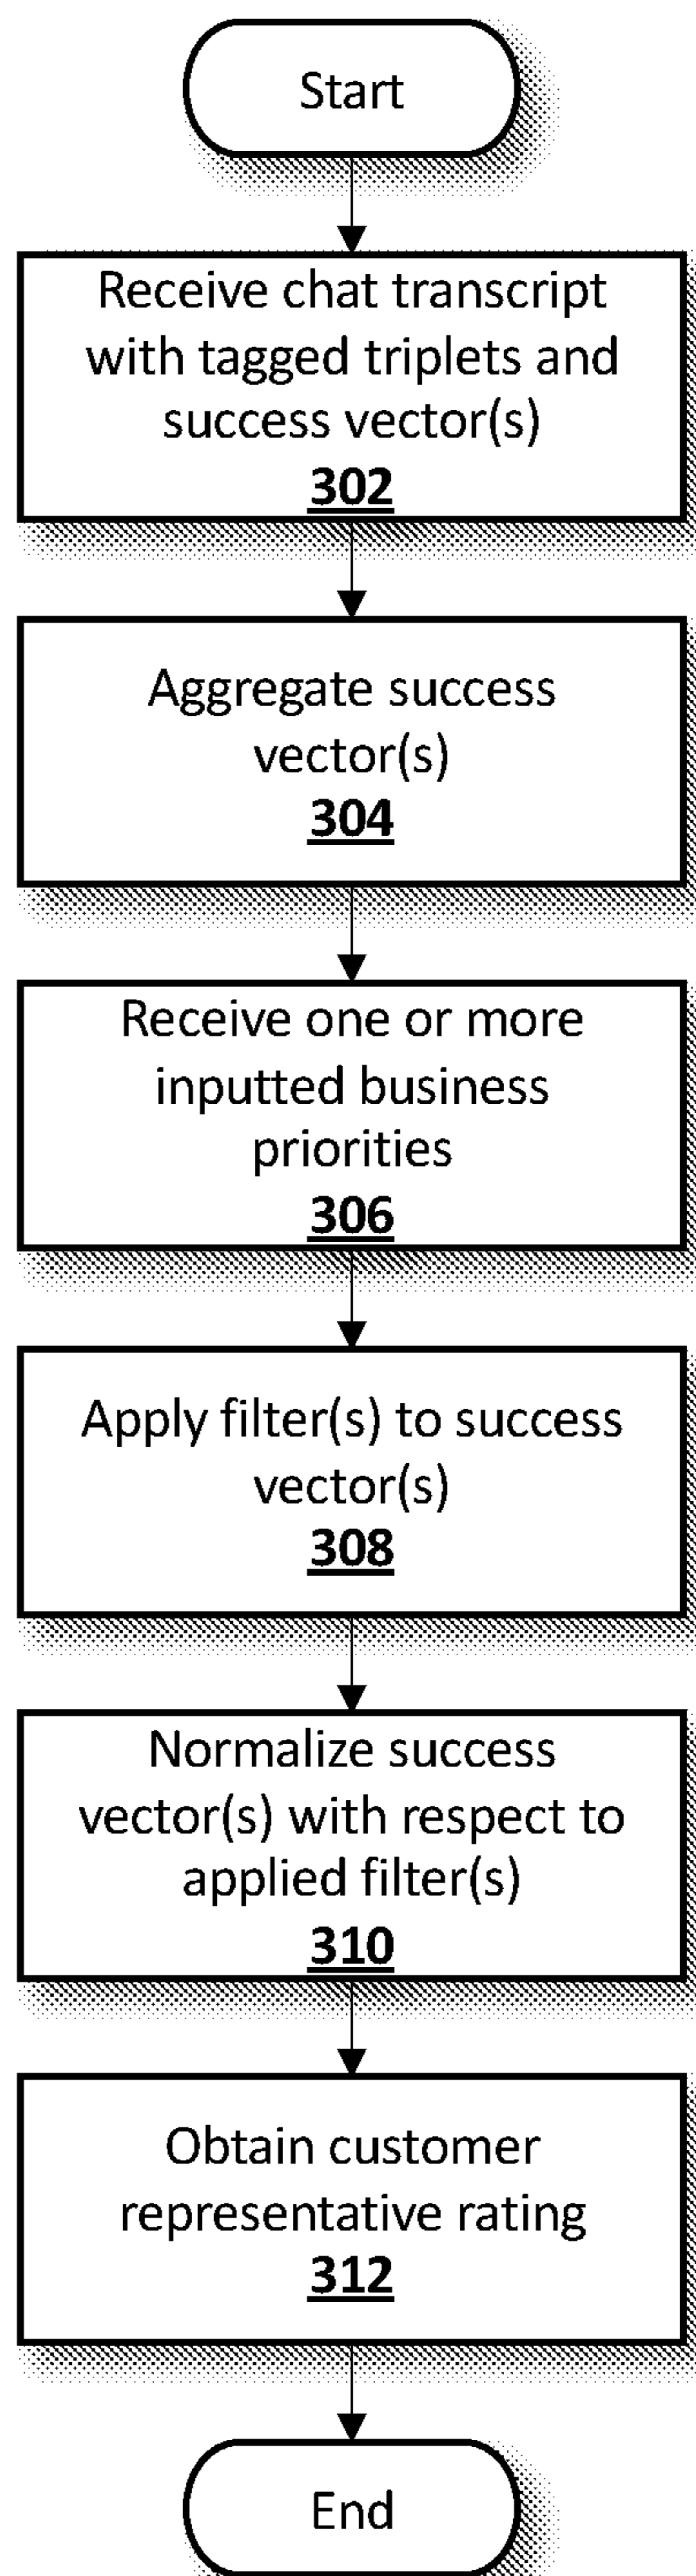 Start
Receive chat transcript
with tagged triplets and
success vector(s)
302
Aggregate success
vector(s)
304
Receive one or more
inputted business
priorities
306
Apply filter(s) to success
vector(s)
308
Normalize success
vector(s) with respect to
applied filter(s)
310
Obtain customer
representative rating
312
End